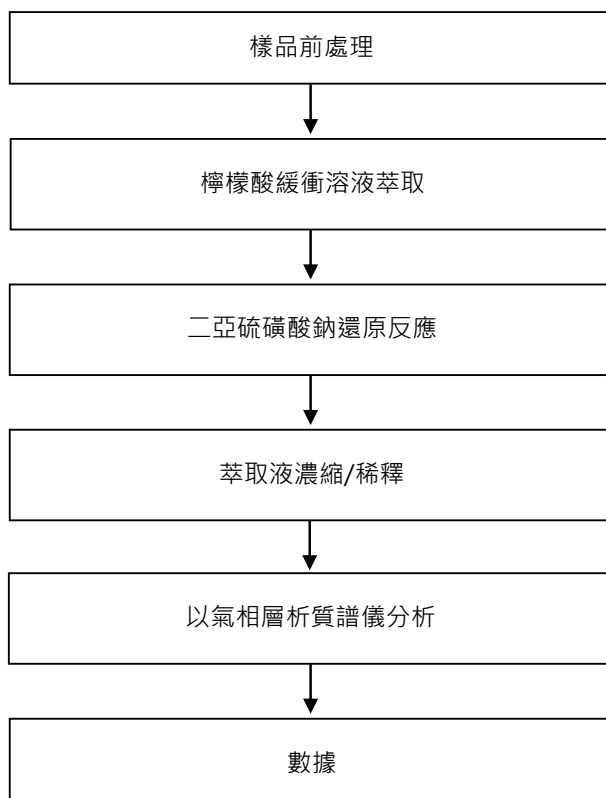 樣品前處理
檸檬酸緩衝溶液萃取
二亞硫磺酸鈉還原反應
萃取液濃縮/稀釋
以氣相層析質譜儀分析
數據